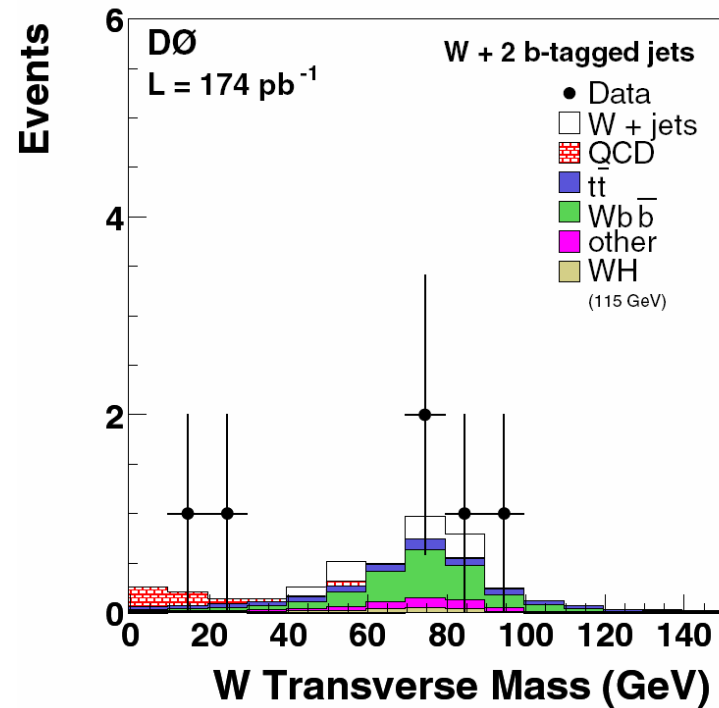 Events
6
4
2
0
DØ
L = 174 pb⁻¹
W + 2 b-tagged jets
Data
W + jets
QCD
tt̄
Wbb̄
other
WH
(115 GeV)
0 20 40 60 80 100 120 140
W Transverse Mass (GeV)